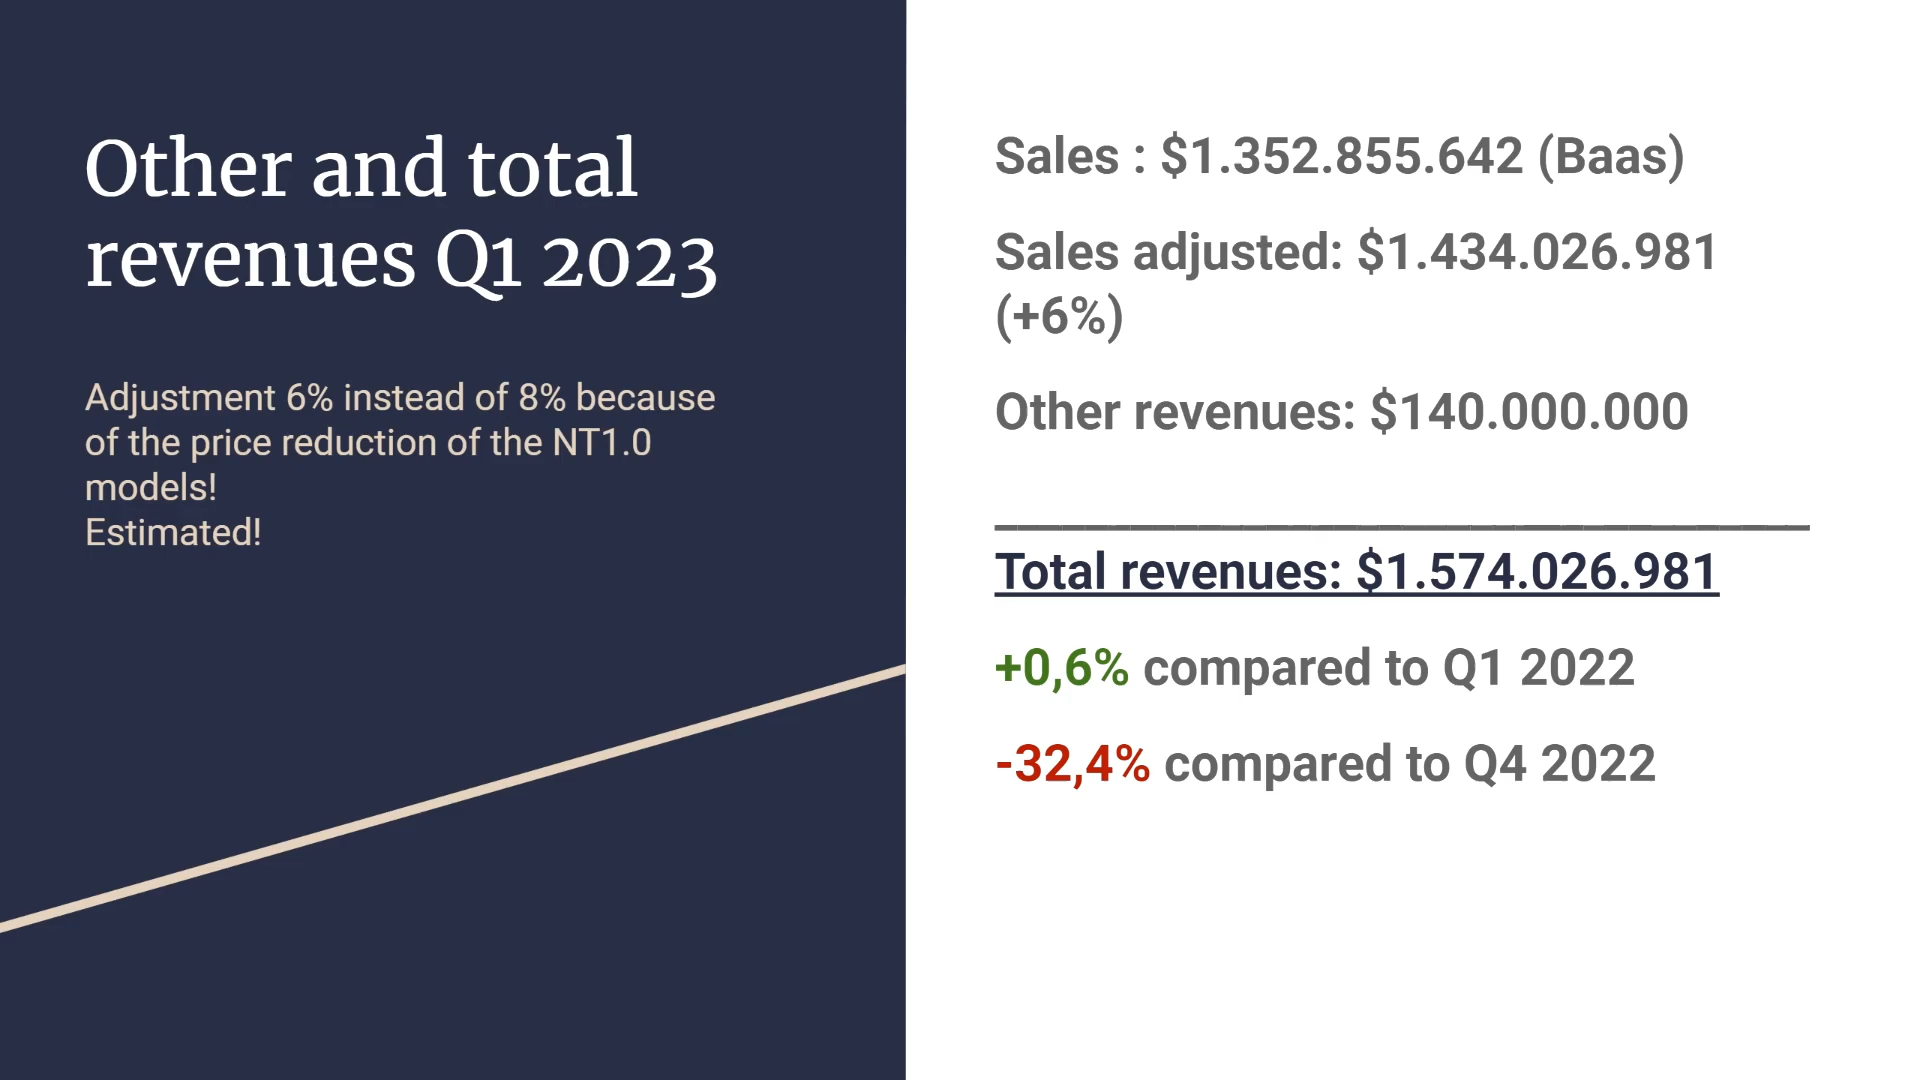 Other and total
revenues Q1 2023
Adjustment 6% instead of 8% because
of the price reduction of the NT1.0
models!
Estimated!
Sales : $1.352.855.642 (Baas)
Sales adjusted: $1.434.026.981
(+6%)
Other revenues: $140.000.000
Total revenues: $1.574.026.981
+0,6% compared to Q1 2022
-32,4% compared to Q4 2022